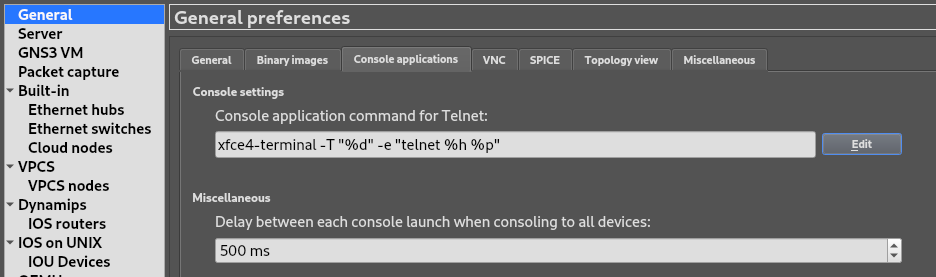 General
Server
GNS3 VM
Packet capture
Built-in
Ethernet hubs
Ethernet switches
Cloud nodes
VPCS
VPCS nodes
Dynamips
IOS routers
IOS on UNIX
IOU Devices
General preferences
General Binary images Console applications VNC SPICE Topology view Miscellaneous
Console settings
Console application command for Telnet:
xfce4-terminal -T "%d" -e "telnet %h %p"
Edit
Miscellaneous
Delay between each console launch when consoling to all devices:
500 ms